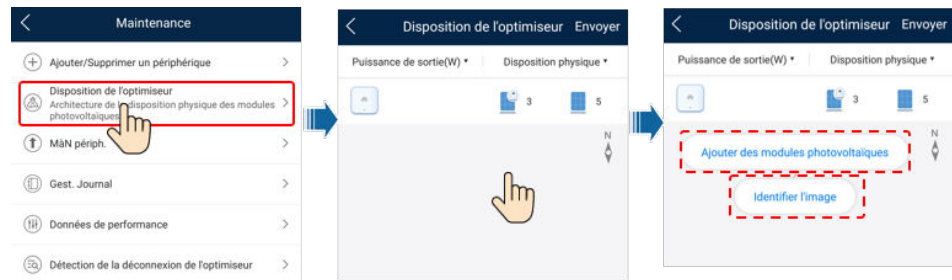 Maintenance
Ajouter/Supprimer un périphérique
Disposition de l'optimiseur
Architecture de la disposition physique des modules
photovoltaïques
MàN périph.
Gest. Journal
Données de performance
Détection de la déconnexion de l'optimiseur
Disposition de l'optimiseur Envoyer
Puissance de sortie(W) Disposition physique
3 5
N
Disposition de l'optimiseur Envoyer
Puissance de sortie(W) Disposition physique
3 5
N
Ajouter des modules photovoltaïques
Identifier l'image